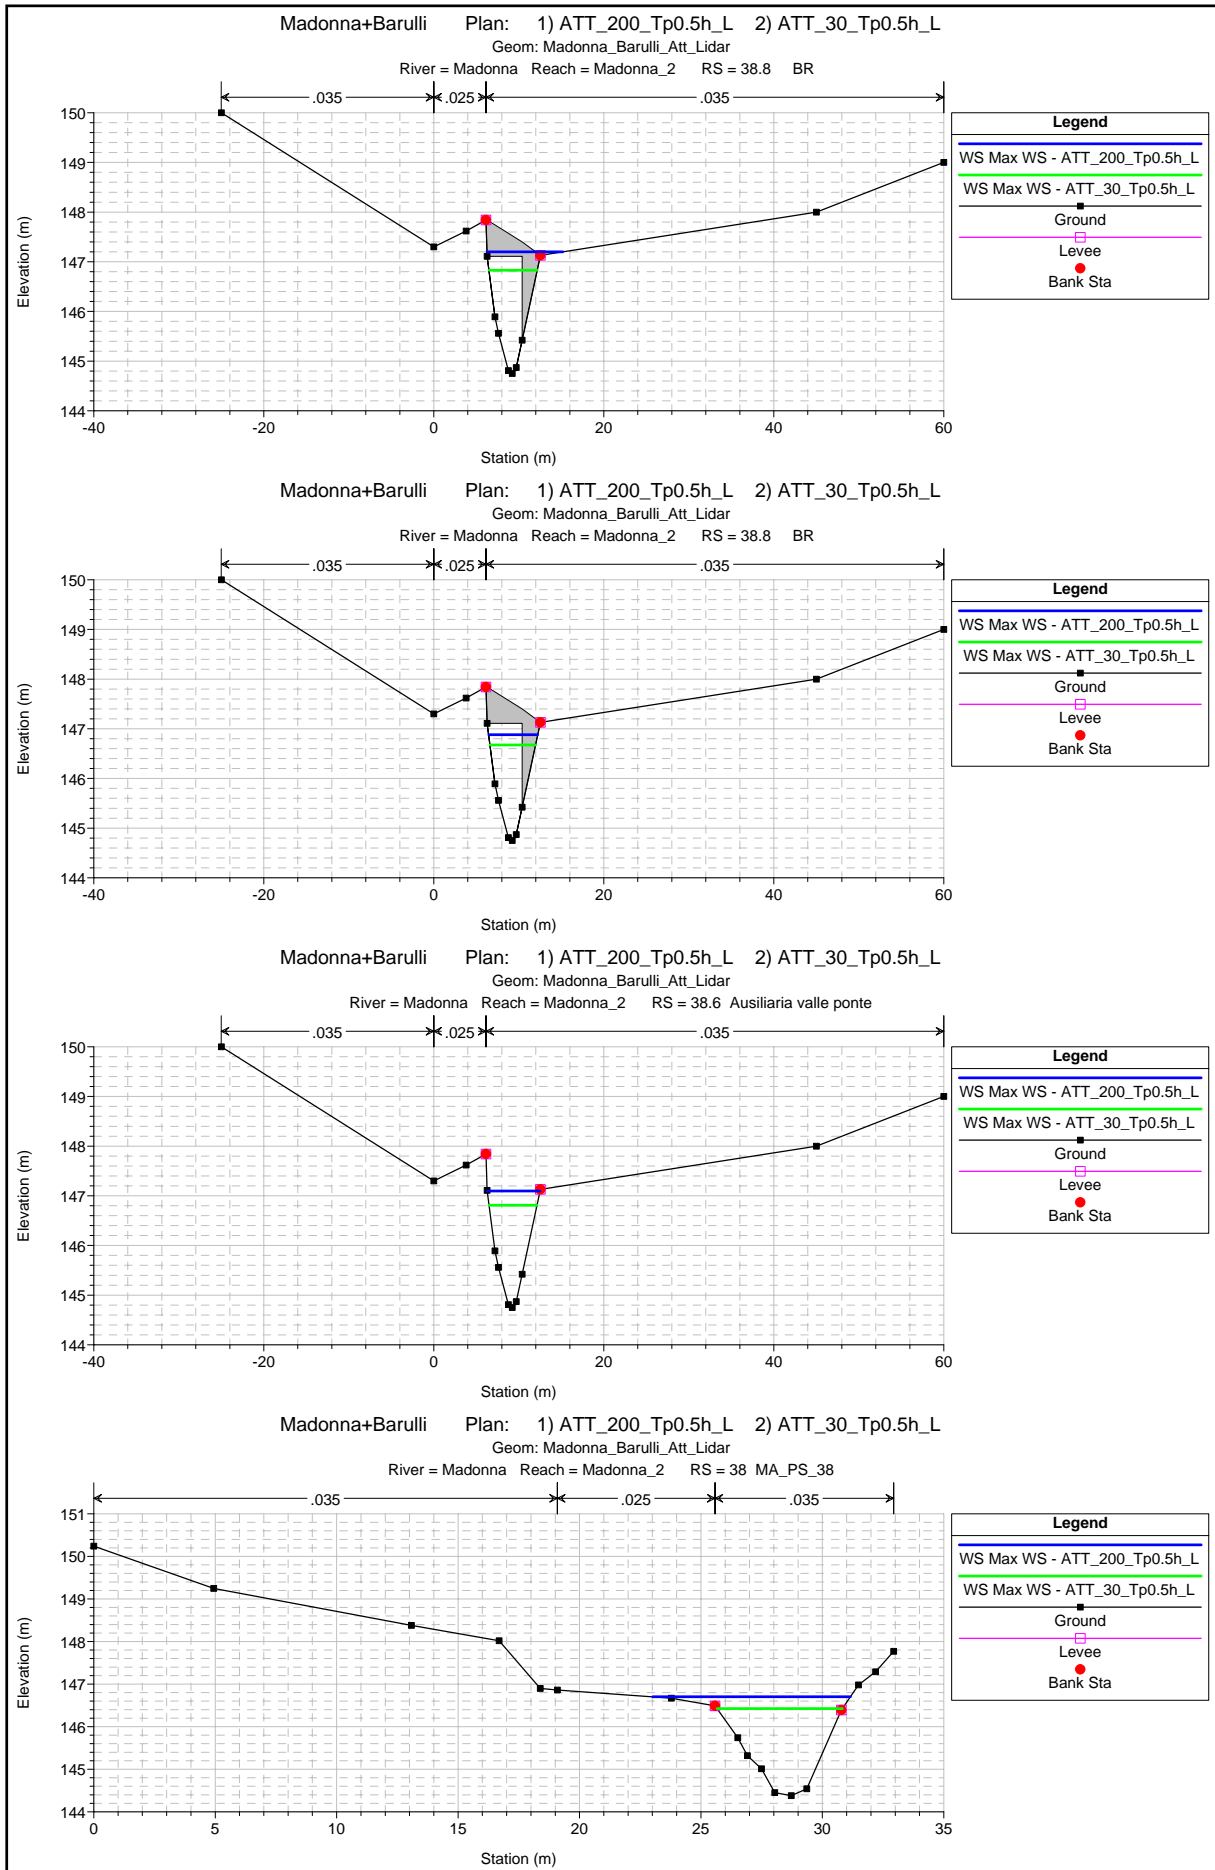 Madonna+Barulli Plan: 1) ATT_200_Tp0.5h_L 2) ATT_30_Tp0.5h_L
Geom: Madonna_Barulli_Att_Lidar
River = Madonna Reach = Madonna_2 RS = 38.8 BR
.035 .025 .035
150
149
148
147
146
145
144
Elevation (m)
-40 -20 0 20 40 60
Station (m)
Legend
WS Max WS - ATT_200_Tp0.5h_L
WS Max WS - ATT_30_Tp0.5h_L
Ground
Levee
Bank Sta
Madonna+Barulli Plan: 1) ATT_200_Tp0.5h_L 2) ATT_30_Tp0.5h_L
Geom: Madonna_Barulli_Att_Lidar
River = Madonna Reach = Madonna_2 RS = 38.8 BR
.035 .025 .035
150
149
148
147
146
145
144
Elevation (m)
-40 -20 0 20 40 60
Station (m)
Legend
WS Max WS - ATT_200_Tp0.5h_L
WS Max WS - ATT_30_Tp0.5h_L
Ground
Levee
Bank Sta
Madonna+Barulli Plan: 1) ATT_200_Tp0.5h_L 2) ATT_30_Tp0.5h_L
Geom: Madonna_Barulli_Att_Lidar
River = Madonna Reach = Madonna_2 RS = 38.6 Ausiliaria valle ponte
.035 .025 .035
150
149
148
147
146
145
144
Elevation (m)
-40 -20 0 20 40 60
Station (m)
Legend
WS Max WS - ATT_200_Tp0.5h_L
WS Max WS - ATT_30_Tp0.5h_L
Ground
Levee
Bank Sta
Madonna+Barulli Plan: 1) ATT_200_Tp0.5h_L 2) ATT_30_Tp0.5h_L
Geom: Madonna_Barulli_Att_Lidar
River = Madonna Reach = Madonna_2 RS = 38 MA_PS_38
.035 .025 .035
151
150
149
148
147
146
145
144
Elevation (m)
0 5 10 15 20 25 30 35
Station (m)
Legend
WS Max WS - ATT_200_Tp0.5h_L
WS Max WS - ATT_30_Tp0.5h_L
Ground
Levee
Bank Sta